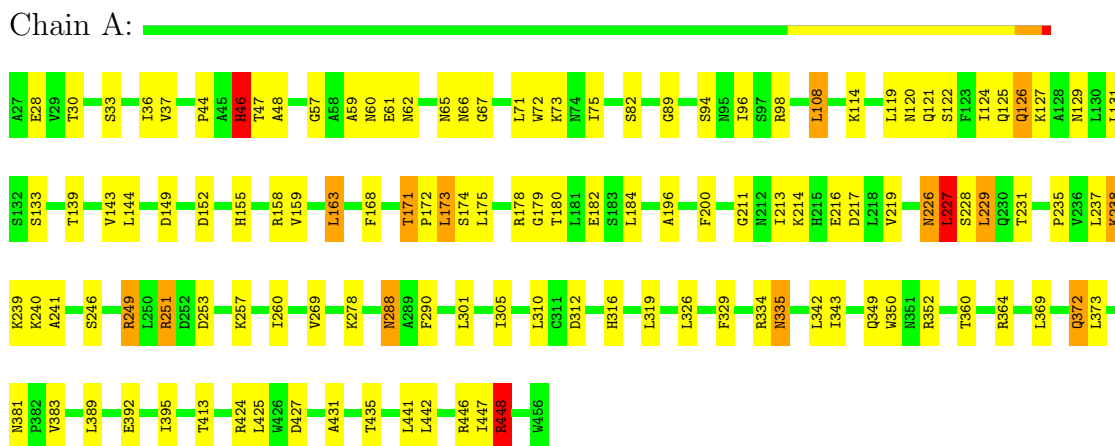 Chain A:
A27 E28 V29 T30 S33 I36 V37 P44 A45 H46 T47 A48 G57 A58 A59 N60 E61 N62 N65 N66 G67 L71 W72 K73 N74 I75 S82 G89 S94 N95 I96 S97 R98 L108 K114 L119 N120 Q121 S122 F123 I124 Q125 Q126 K127 A128 N129 L130 L131
S132 S133 T139 V143 L144 D149 D152 H155 R158 V159 L163 F168 T171 P172 L173 S174 L175 R178 G179 T180 L181 E182 S183 L184 A196 F200 G211 N212 I213 K214 H215 E216 D217 L218 V219 N226 L227 S228 L229 Q230 T231 P235 V236 L237 K238
K239 K240 A241 S246 R249 L250 R251 D252 D253 K257 I260 V269 K278 N288 A289 F290 L301 I305 L310 C311 D312 H316 L319 L326 F329 R334 N335 L342 I343 Q349 W350 N351 R352 T360 R364 L369 Q372 L373
N381 P382 V383 L389 E392 I395 T413 R424 L425 W426 D427 A431 T435 L441 L442 R446 I447 R448 W456